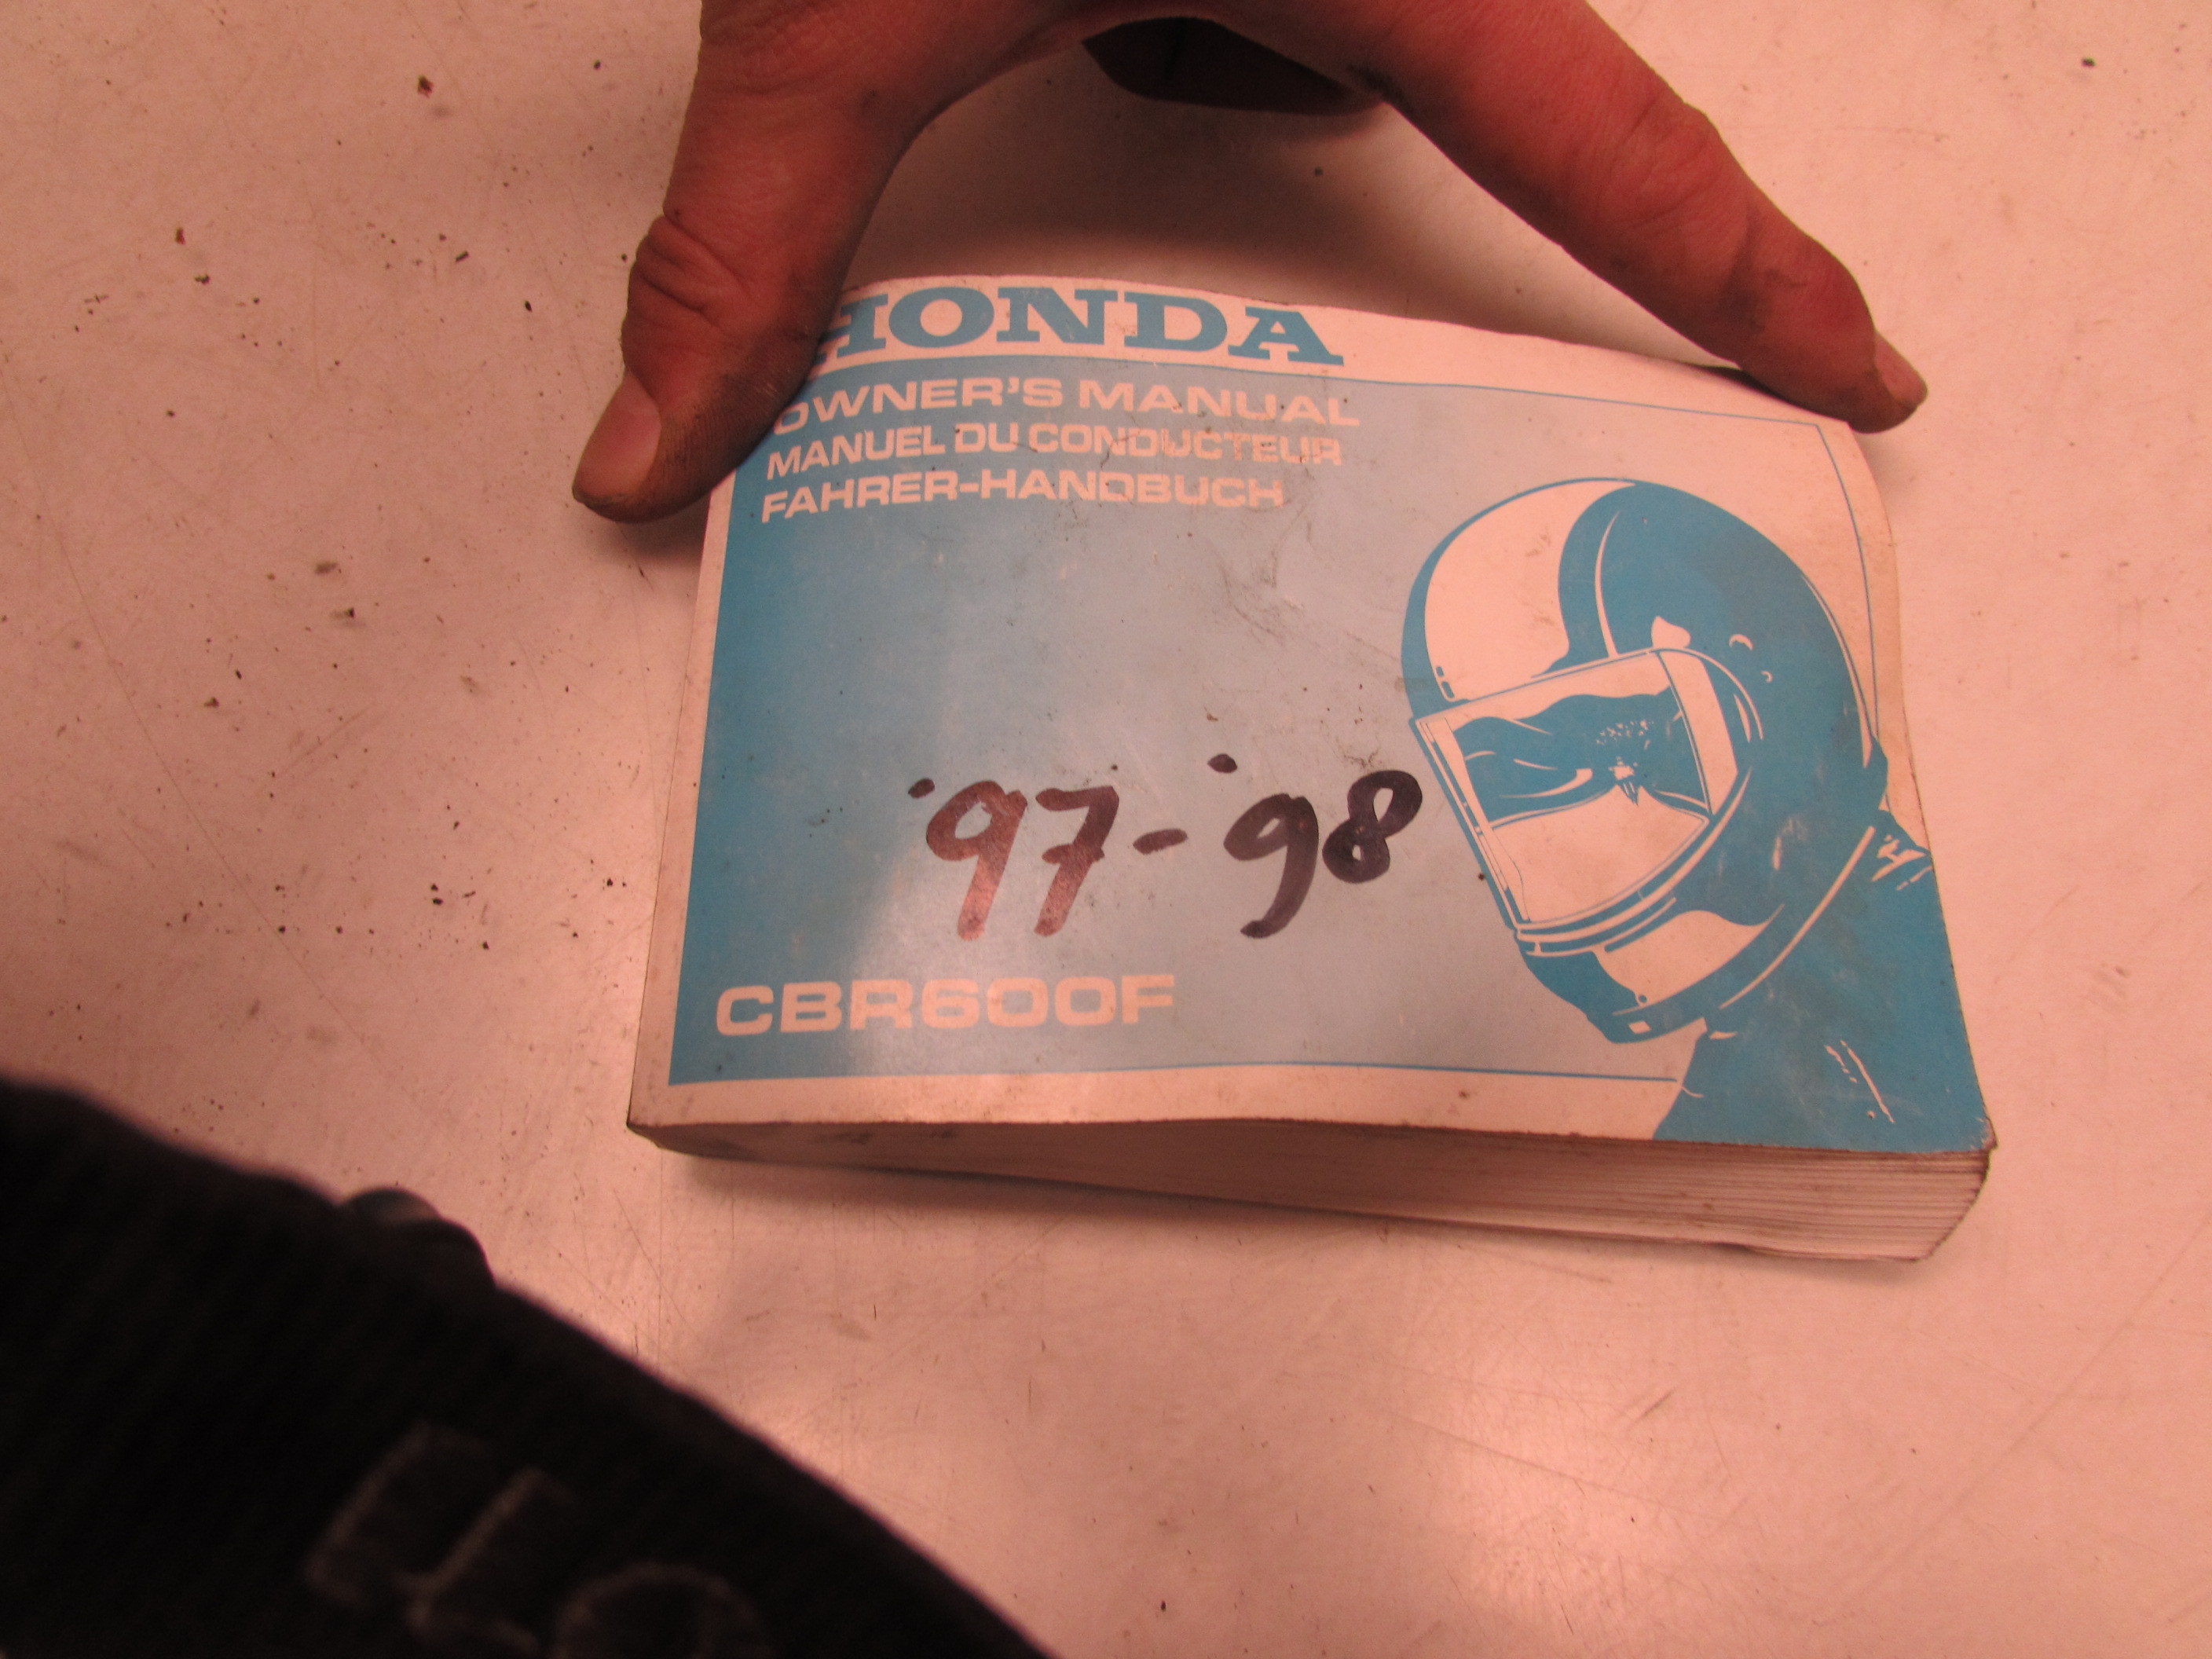 HONDA
OWNER'S MANUAL
MANUEL DU CONDUCTEUR
FAHRER-HANDBUCH
'97-'98
CBR600F